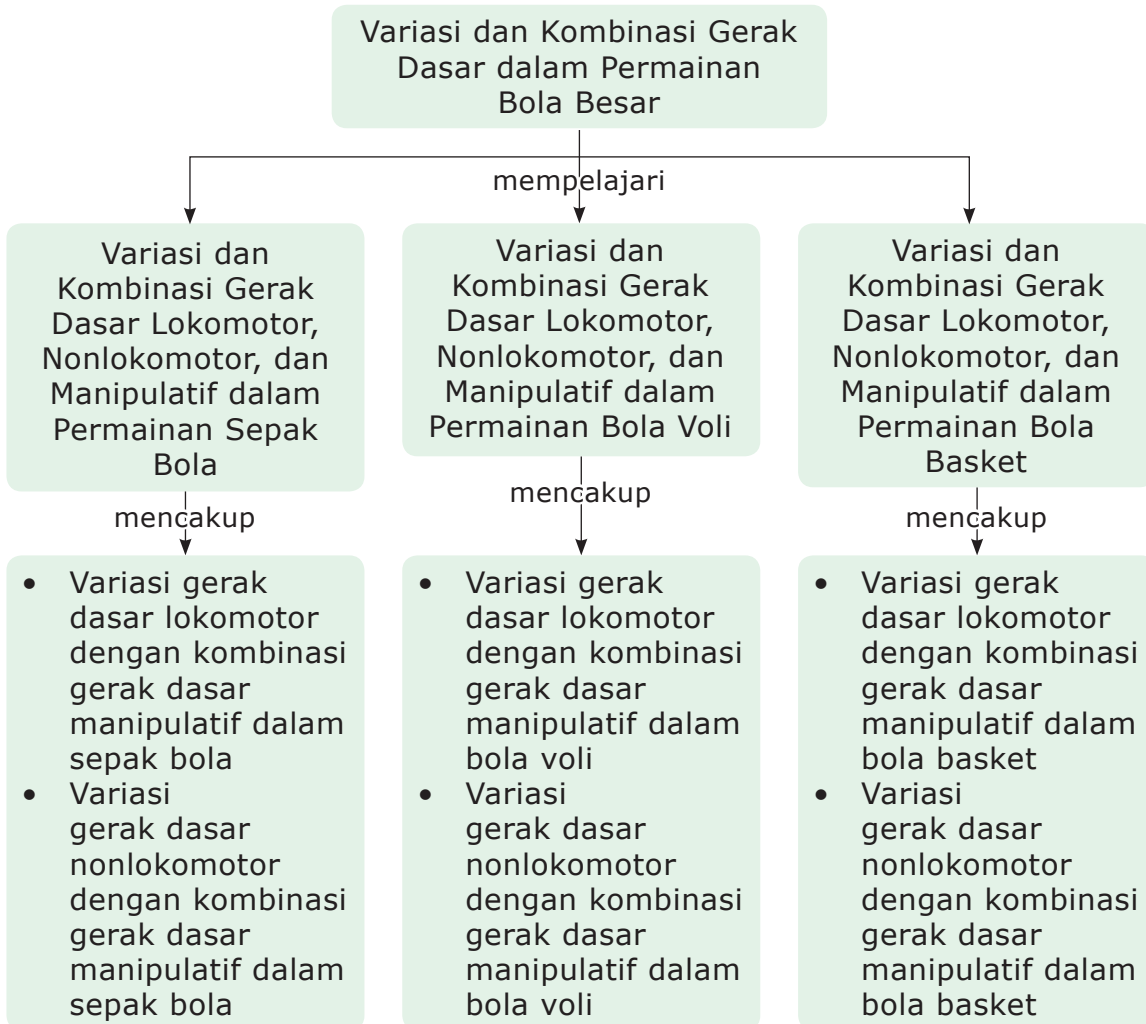 Variasi dan Kombinasi Gerak
Dasar dalam Permainan
Bola Besar
mempelajari
Variasi dan
Kombinasi Gerak
Dasar Lokomotor,
Nonlokomotor, dan
Manipulatif dalam
Permainan Sepak
Bola
mencakup
• Variasi gerak
dasar lokomotor
dengan kombinasi
gerak dasar
manipulatif dalam
sepak bola
• Variasi
gerak dasar
nonlokomotor
dengan kombinasi
gerak dasar
manipulatif dalam
sepak bola
Variasi dan
Kombinasi Gerak
Dasar Lokomotor,
Nonlokomotor, dan
Manipulatif dalam
Permainan Bola Voli
mencakup
• Variasi gerak
dasar lokomotor
dengan kombinasi
gerak dasar
manipulatif dalam
bola voli
• Variasi
gerak dasar
nonlokomotor
dengan kombinasi
gerak dasar
manipulatif dalam
bola voli
Variasi dan
Kombinasi Gerak
Dasar Lokomotor,
Nonlokomotor, dan
Manipulatif dalam
Permainan Bola
Basket
mencakup
• Variasi gerak
dasar lokomotor
dengan kombinasi
gerak dasar
manipulatif dalam
bola basket
• Variasi
gerak dasar
nonlokomotor
dengan kombinasi
gerak dasar
manipulatif dalam
bola basket